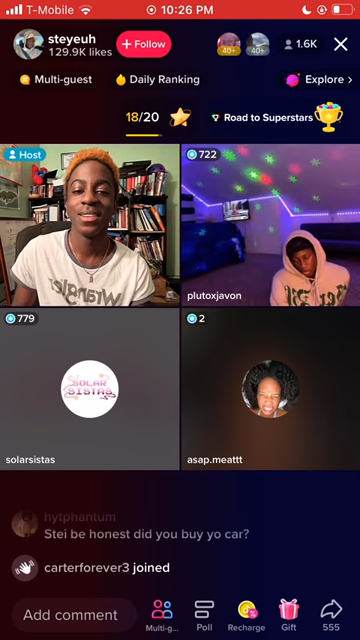 T-Mobile
10:26 PM
steyeuh
129.9K likes
+ Follow
40+
40+
1.6K
Multi-guest
Daily Ranking
Explore >
18/20
Road to Superstars
Host
722
Wrangler
plutoxjavon
779
SOLAR
SISTAS
solarsistas
2
asap.meattt
hytphantum
Stei be honest did you buy yo car?
carterforever3 joined
Add comment
Multi-g...
Poll
Recharge
Gift
555